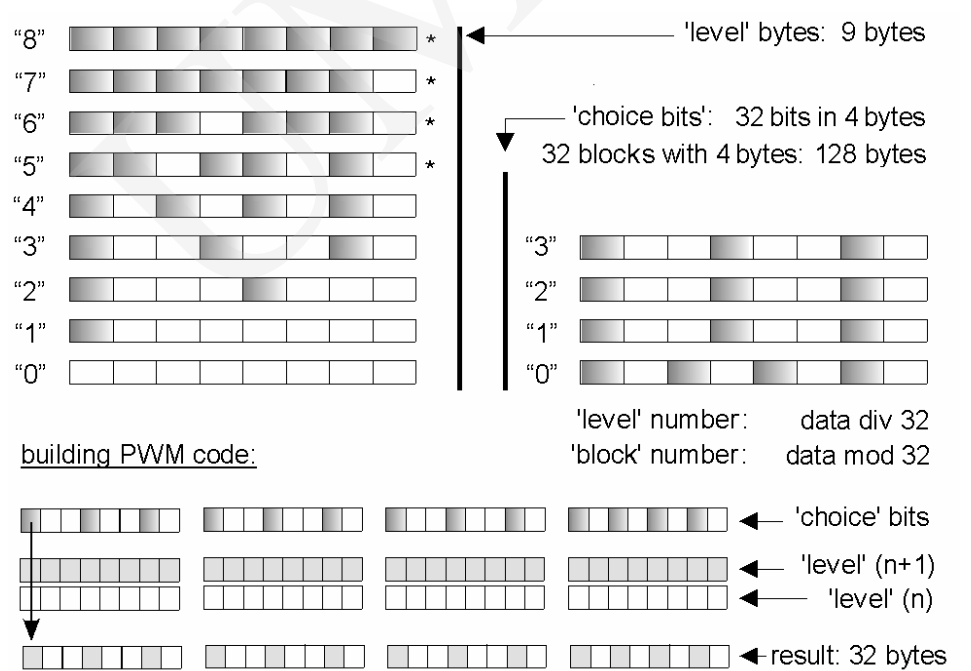 “8” * 'level' bytes: 9 bytes
“7” *
“6” * 'choice bits': 32 bits in 4 bytes
“5” * 32 blocks with 4 bytes: 128 bytes
“4”
“3” “3”
“2” “2”
“1” “1”
“0” “0”
'level' number: data div 32
building PWM code: 'block' number: data mod 32
'choice' bits
'level' (n+1)
'level' (n)
result: 32 bytes